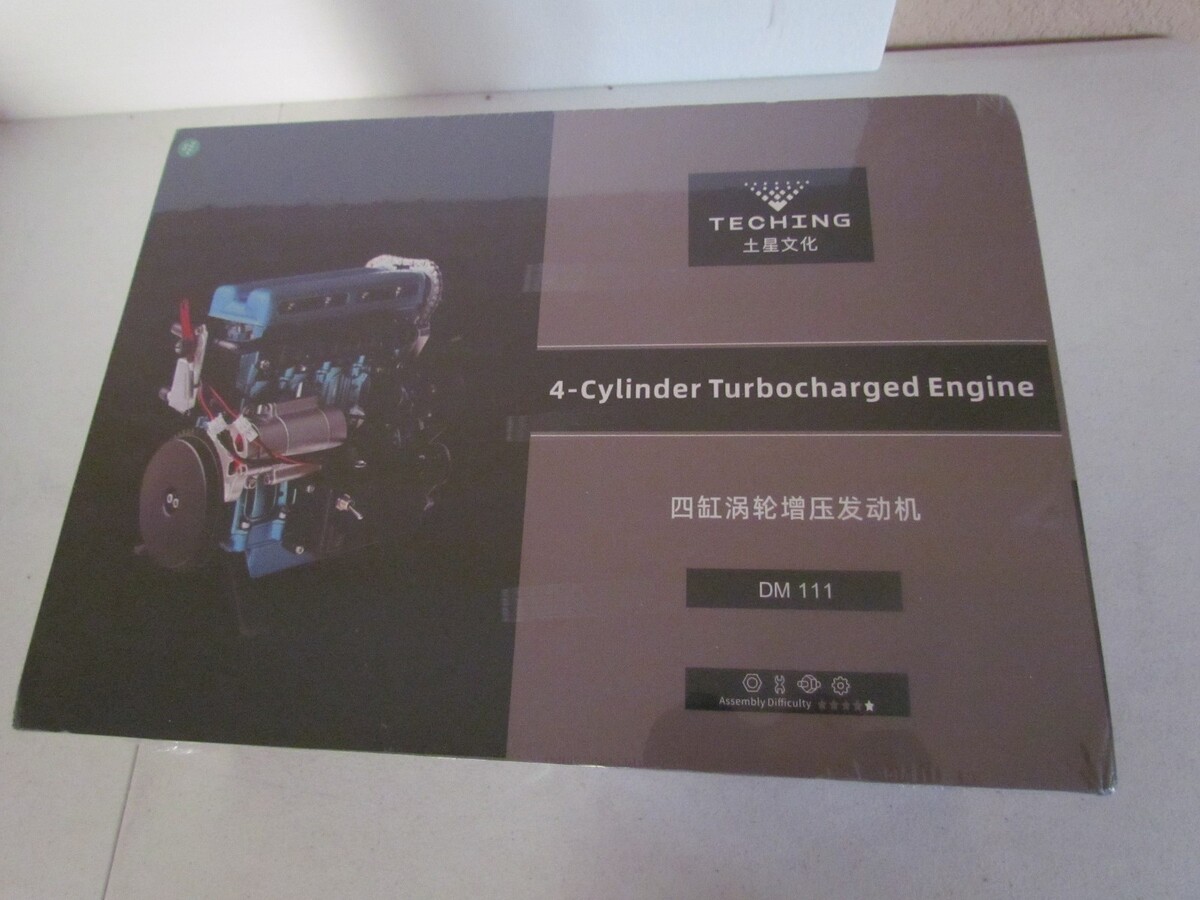 TECHING
土星文化
4-Cylinder Turbocharged Engine
四缸涡轮增压发动机
DM 111
Assembly Difficulty